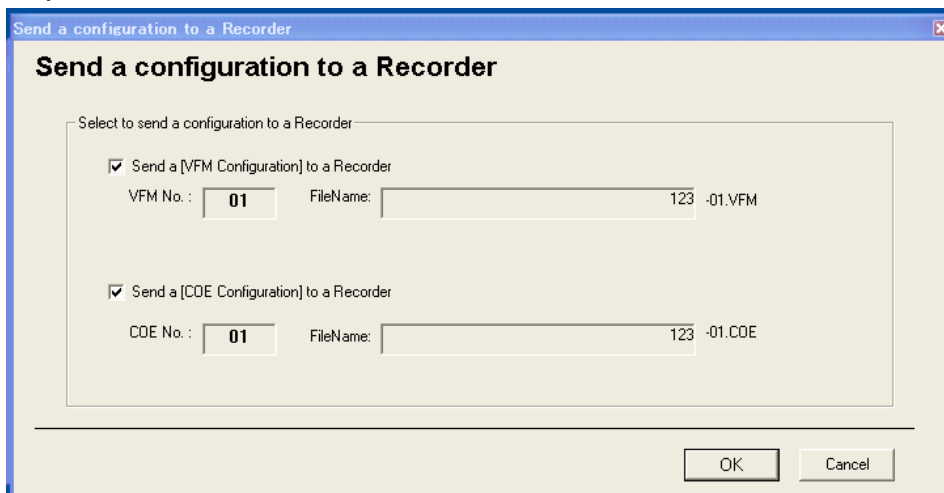 Send a configuration to a Recorder
Send a configuration to a Recorder
Select to send a configuration to a Recorder
Send a [VFM Configuration] to a Recorder
VFM No. : 01 FileName: 123 -01.VFM
Send a [COE Configuration] to a Recorder
COE No. : 01 FileName: 123 -01.COE
OK Cancel